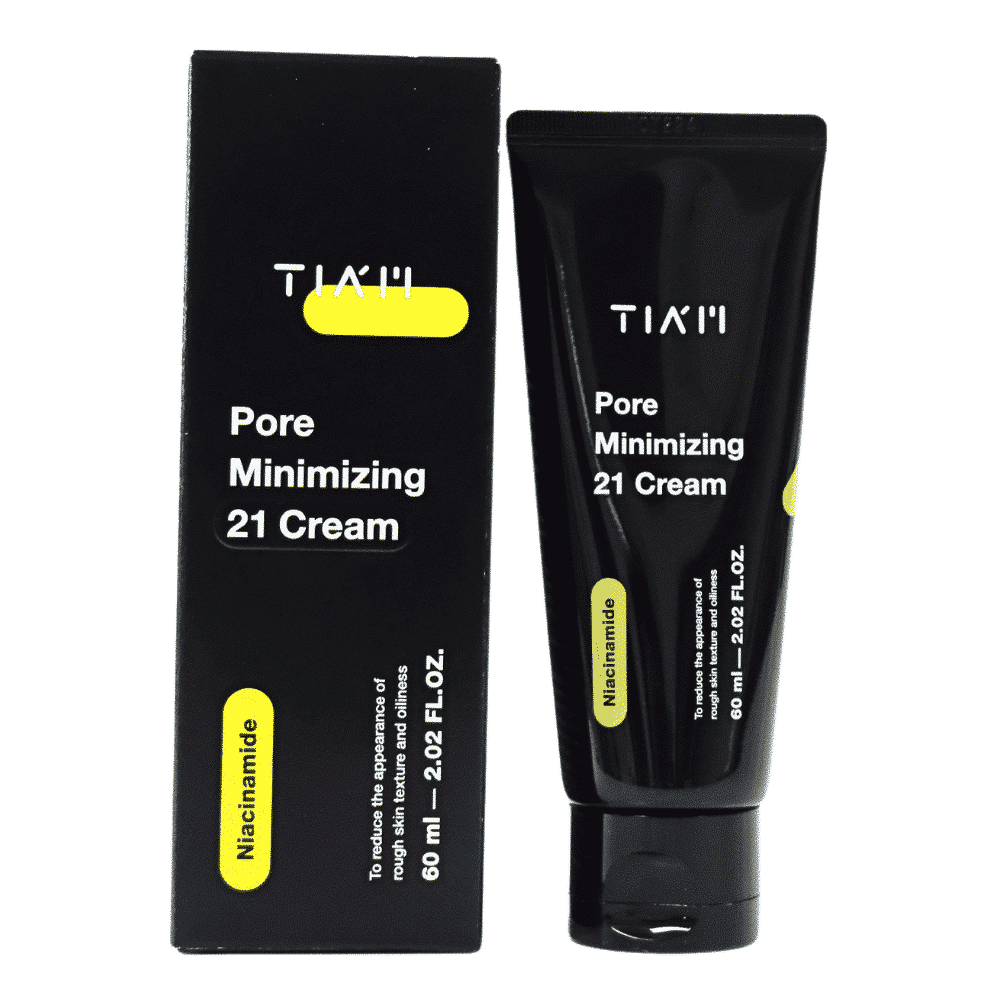 TIA'M
Pore
Minimizing
21 Cream
Niacinamide
To reduce the appearance of
rough skin texture and oiliness
60 ml — 2.02 FL.OZ.
TIA'M
Pore
Minimizing
21 Cream
Niacinamide
To reduce the appearance of
rough skin texture and oiliness
60 ml — 2.02 FL.OZ.